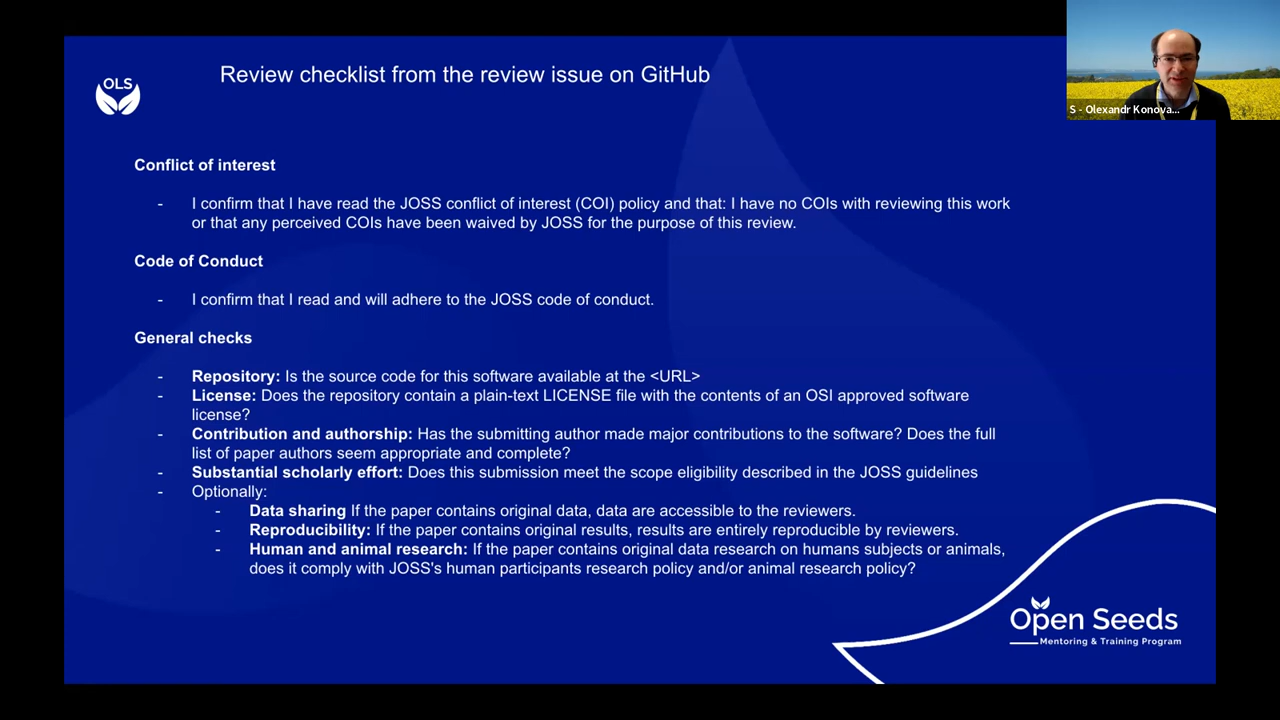 Review checklist from the review issue on GitHub
OLS
S - Olexandr Konova...
Conflict of interest
- I confirm that I have read the JOSS conflict of interest (COI) policy and that: I have no COIs with reviewing this work
or that any perceived COIs have been waived by JOSS for the purpose of this review.
Code of Conduct
- I confirm that I read and will adhere to the JOSS code of conduct.
General checks
- Repository: Is the source code for this software available at the <URL>
- License: Does the repository contain a plain-text LICENSE file with the contents of an OSI approved software
license?
- Contribution and authorship: Has the submitting author made major contributions to the software? Does the full
list of paper authors seem appropriate and complete?
- Substantial scholarly effort: Does this submission meet the scope eligibility described in the JOSS guidelines
- Optionally:
- Data sharing If the paper contains original data, data are accessible to the reviewers.
- Reproducibility: If the paper contains original results, results are entirely reproducible by reviewers.
- Human and animal research: If the paper contains original data research on humans subjects or animals,
does it comply with JOSS's human participants research policy and/or animal research policy?
Open Seeds
Mentoring & Training Program